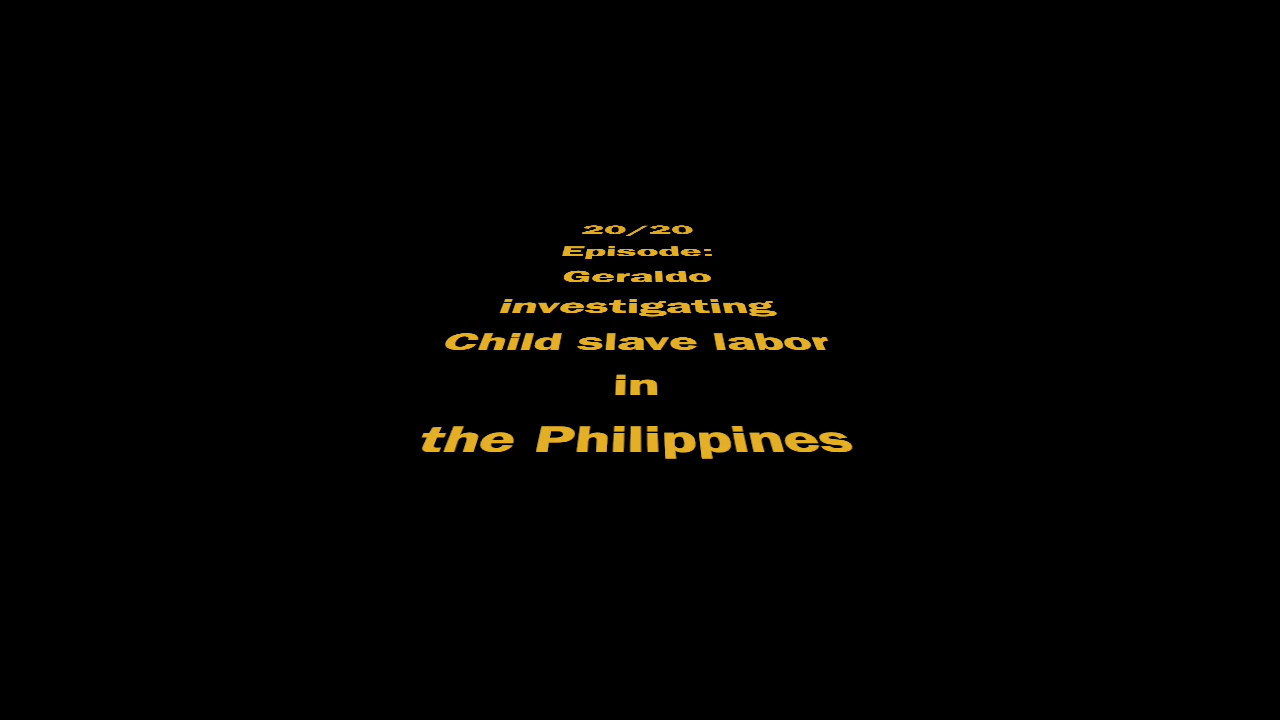 20/20
Episode:
Geraldo
investigating
Child slave labor
in
the Philippines